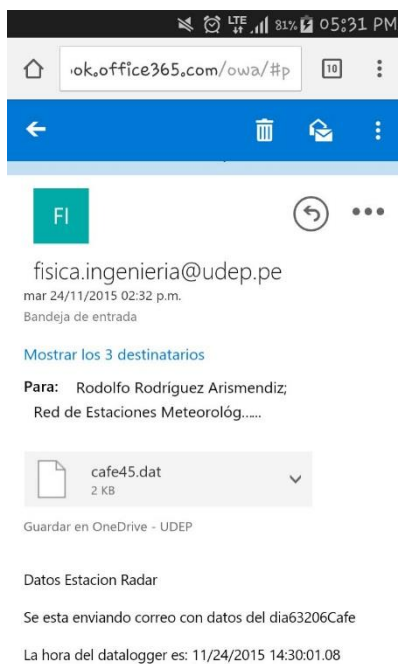 LTE 81% 05:31 PM
ok.office365.com/owa/#p 10
FI
fisica.ingenieria@udep.pe
mar 24/11/2015 02:32 p.m.
Bandeja de entrada
Mostrar los 3 destinatarios
Para: Rodolfo Rodríguez Arismendiz;
Red de Estaciones Meteorológ......
cafe45.dat
2 KB
Guardar en OneDrive - UDEP
Datos Estacion Radar
Se esta enviando correo con datos del dia63206Cafe
La hora del datalogger es: 11/24/2015 14:30:01.08